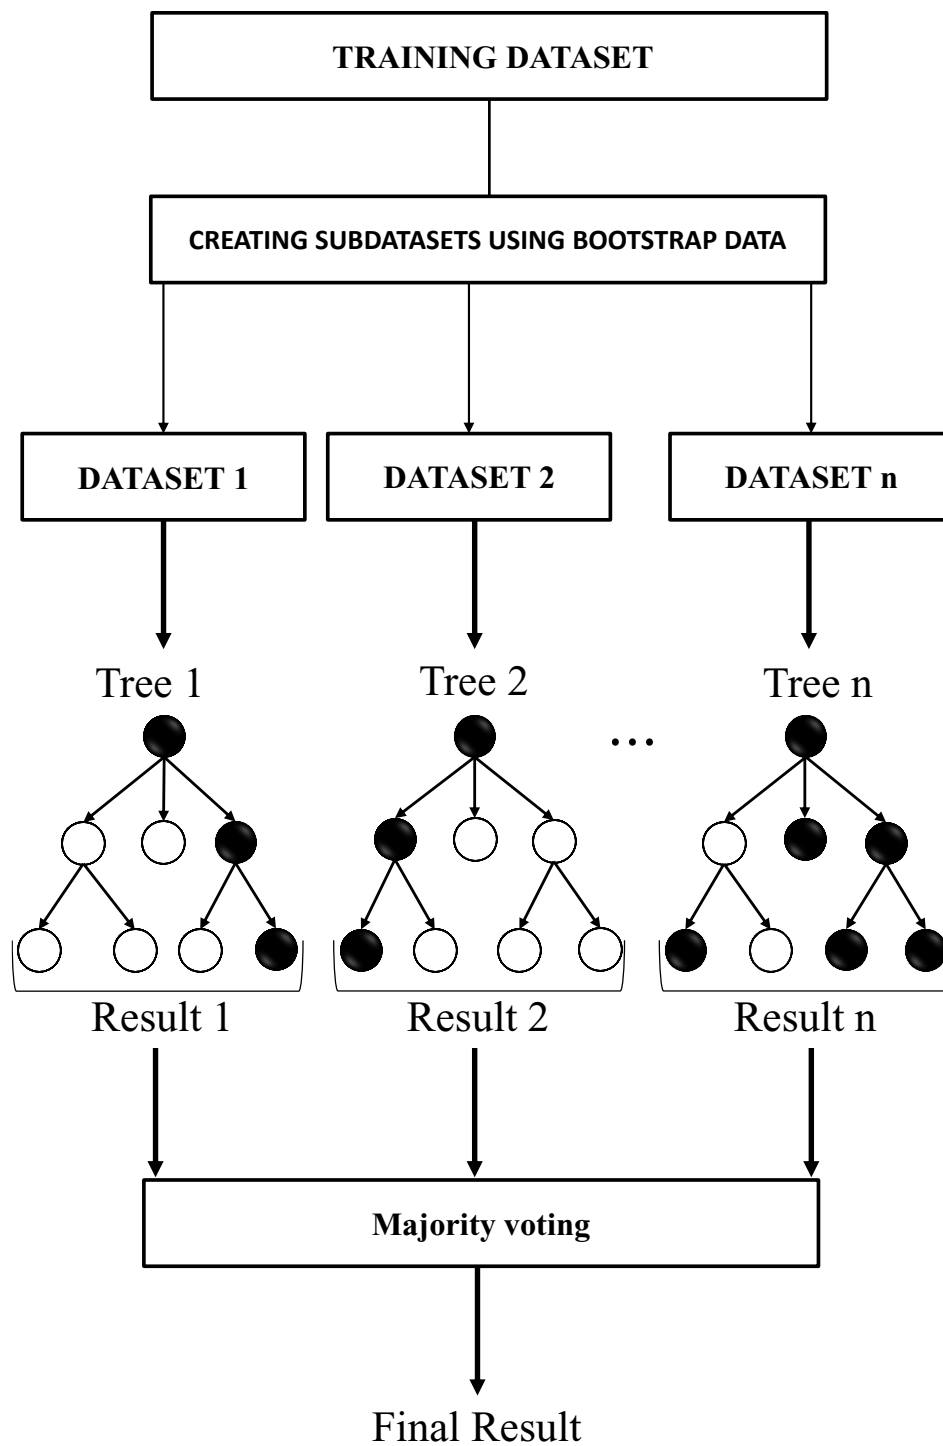 TRAINING DATASET
CREATING SUBDATASETS USING BOOTSTRAP DATA
DATASET 1
DATASET 2
DATASET n
Tree 1
Tree 2
Tree n
...
Result 1
Result 2
Result n
Majority voting
Final Result